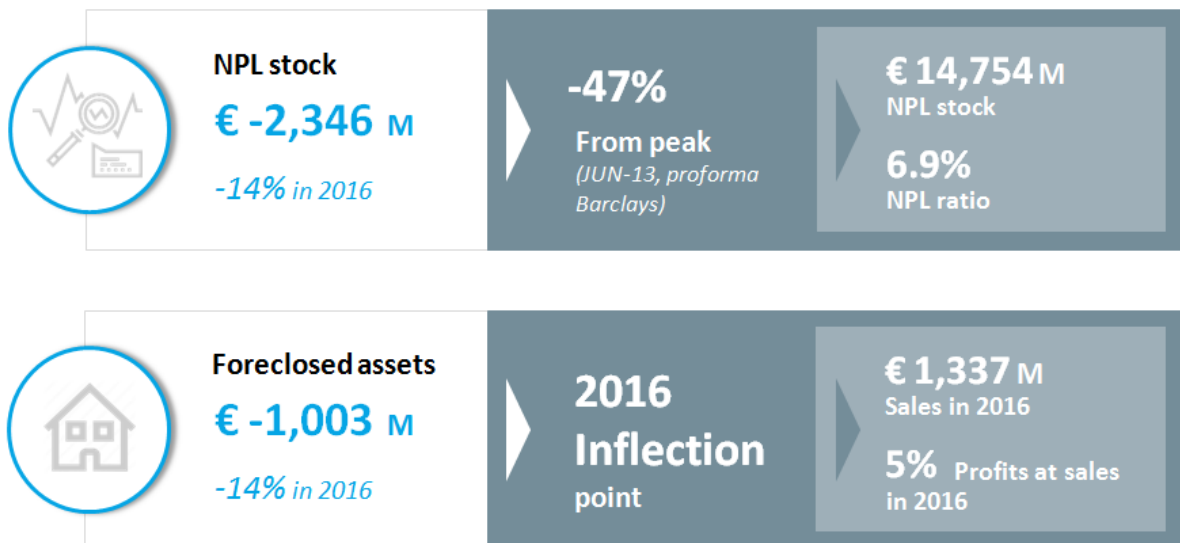 NPL stock
€ -2,346 M
-14% in 2016
-47%
From peak
(JUN-13, proforma
Barclays)
€ 14,754 M
NPL stock
6.9%
NPL ratio
Foreclosed assets
€ -1,003 M
-14% in 2016
2016
Inflection
point
€ 1,337 M
Sales in 2016
5% Profits at sales
in 2016